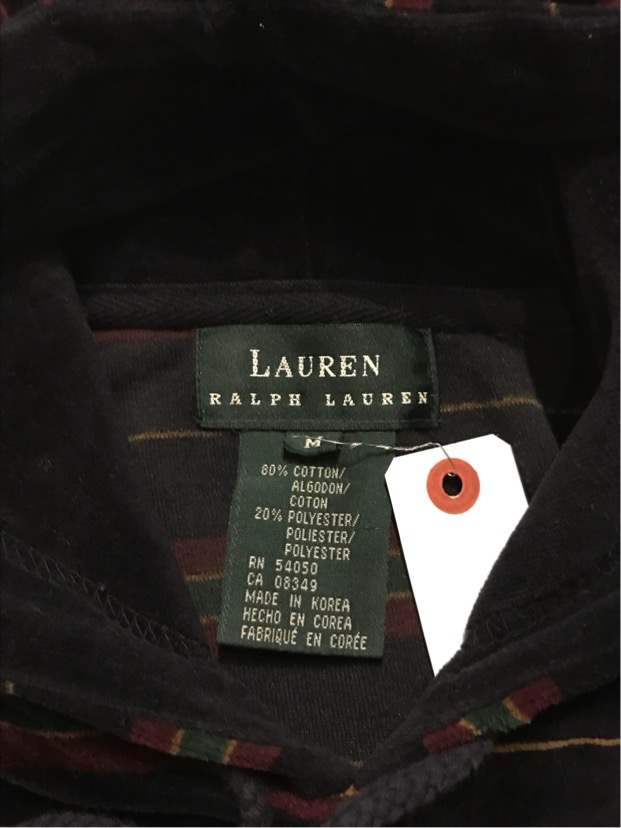 LAUREN
RALPH LAUREN
M
80% COTTON/
ALGODON/
COTON
20% POLYESTER/
POLIESTER/
POLYESTER
RN 54050
CA 08349
MADE IN KOREA
HECHO EN COREA
FABRIQUÉ EN CORÉE